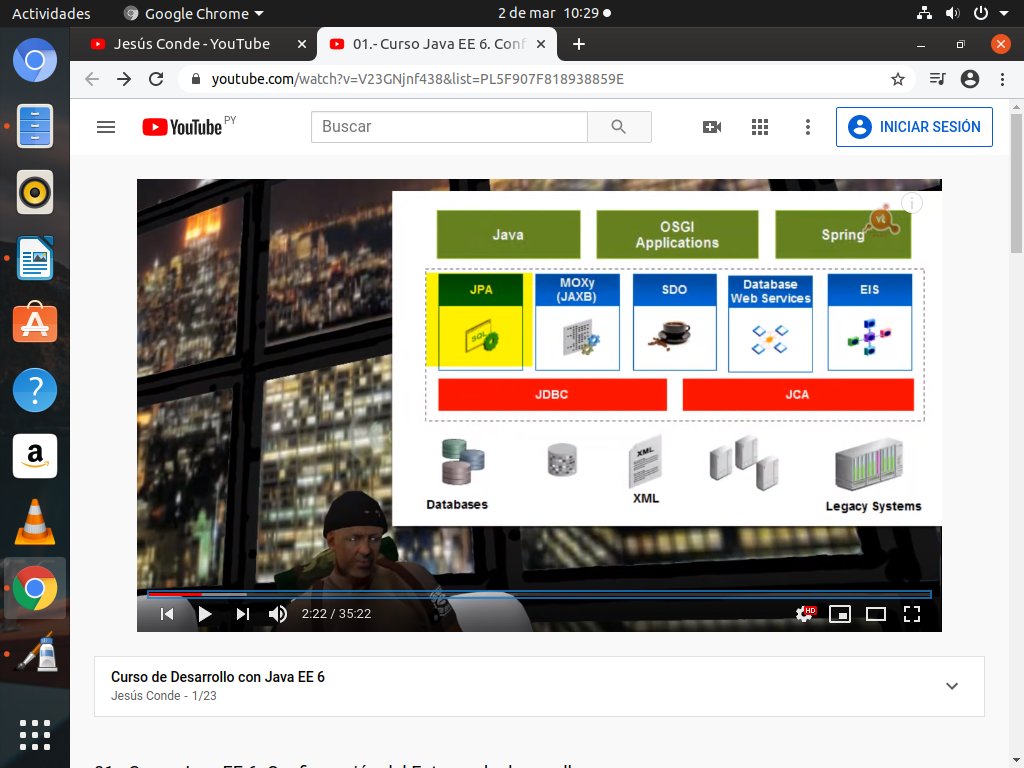 Actividades
Google Chrome
2 de mar 10:29
Jesús Conde - YouTube
01.- Curso Java EE 6. Conf
youtube.com/watch?v=V23GNjnf438&list=PL5F907F818938859E
YouTube PY
Buscar
INICIAR SESIÓN
Java
OSGI
Applications
Spring
vt
JPA
MOXy
(JAXB)
SDO
Database
Web Services
EIS
SQL
JDBC
JCA
XML
Databases
XML
Legacy Systems
2:22 / 35:22
HD
Curso de Desarrollo con Java EE 6
Jesús Conde - 1/23